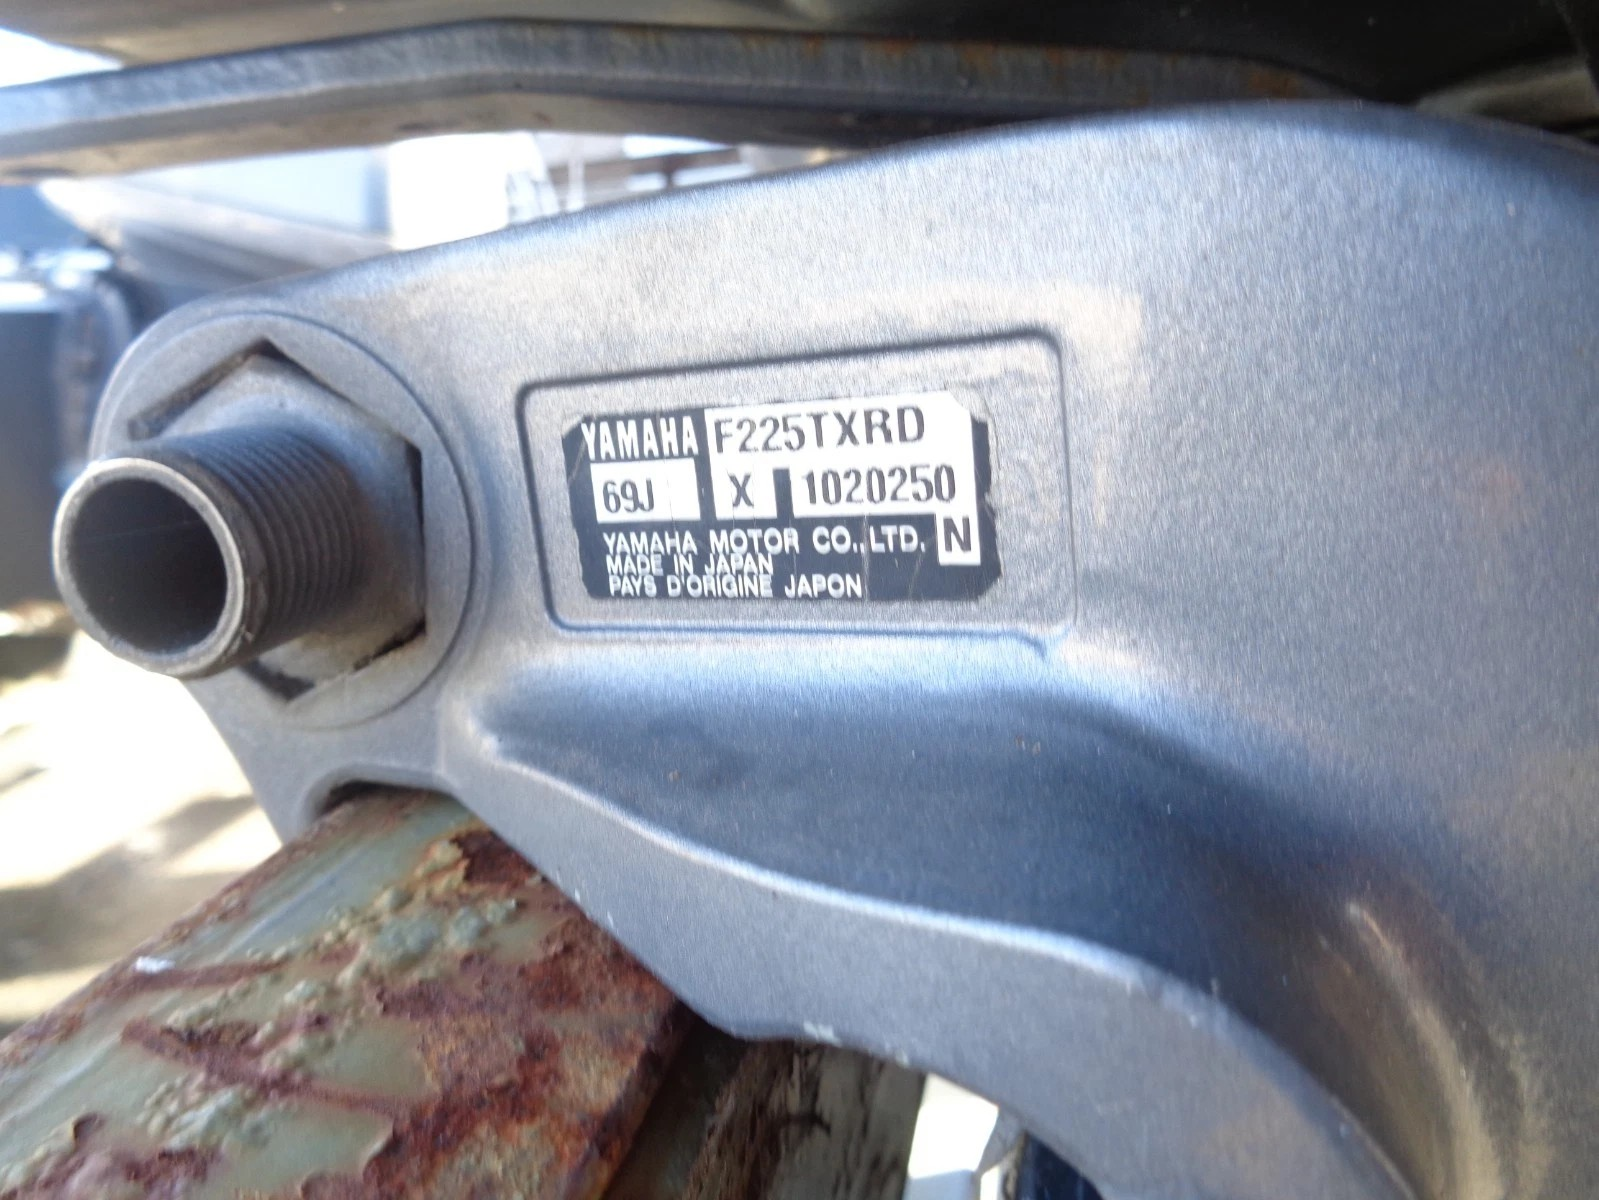 YAMAHA F225TXRD
69J X 1020250
YAMAHA MOTOR CO., LTD. N
MADE IN JAPAN
PAYS D'ORIGINE JAPON